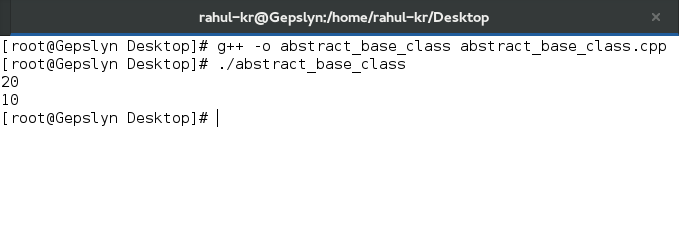 rahul-kr@Gepslyn:/home/rahul-kr/Desktop
[root@Gepslyn Desktop]# g++ -o abstract_base_class abstract_base_class.cpp
[root@Gepslyn Desktop]# ./abstract_base_class
20
10
[root@Gepslyn Desktop]#